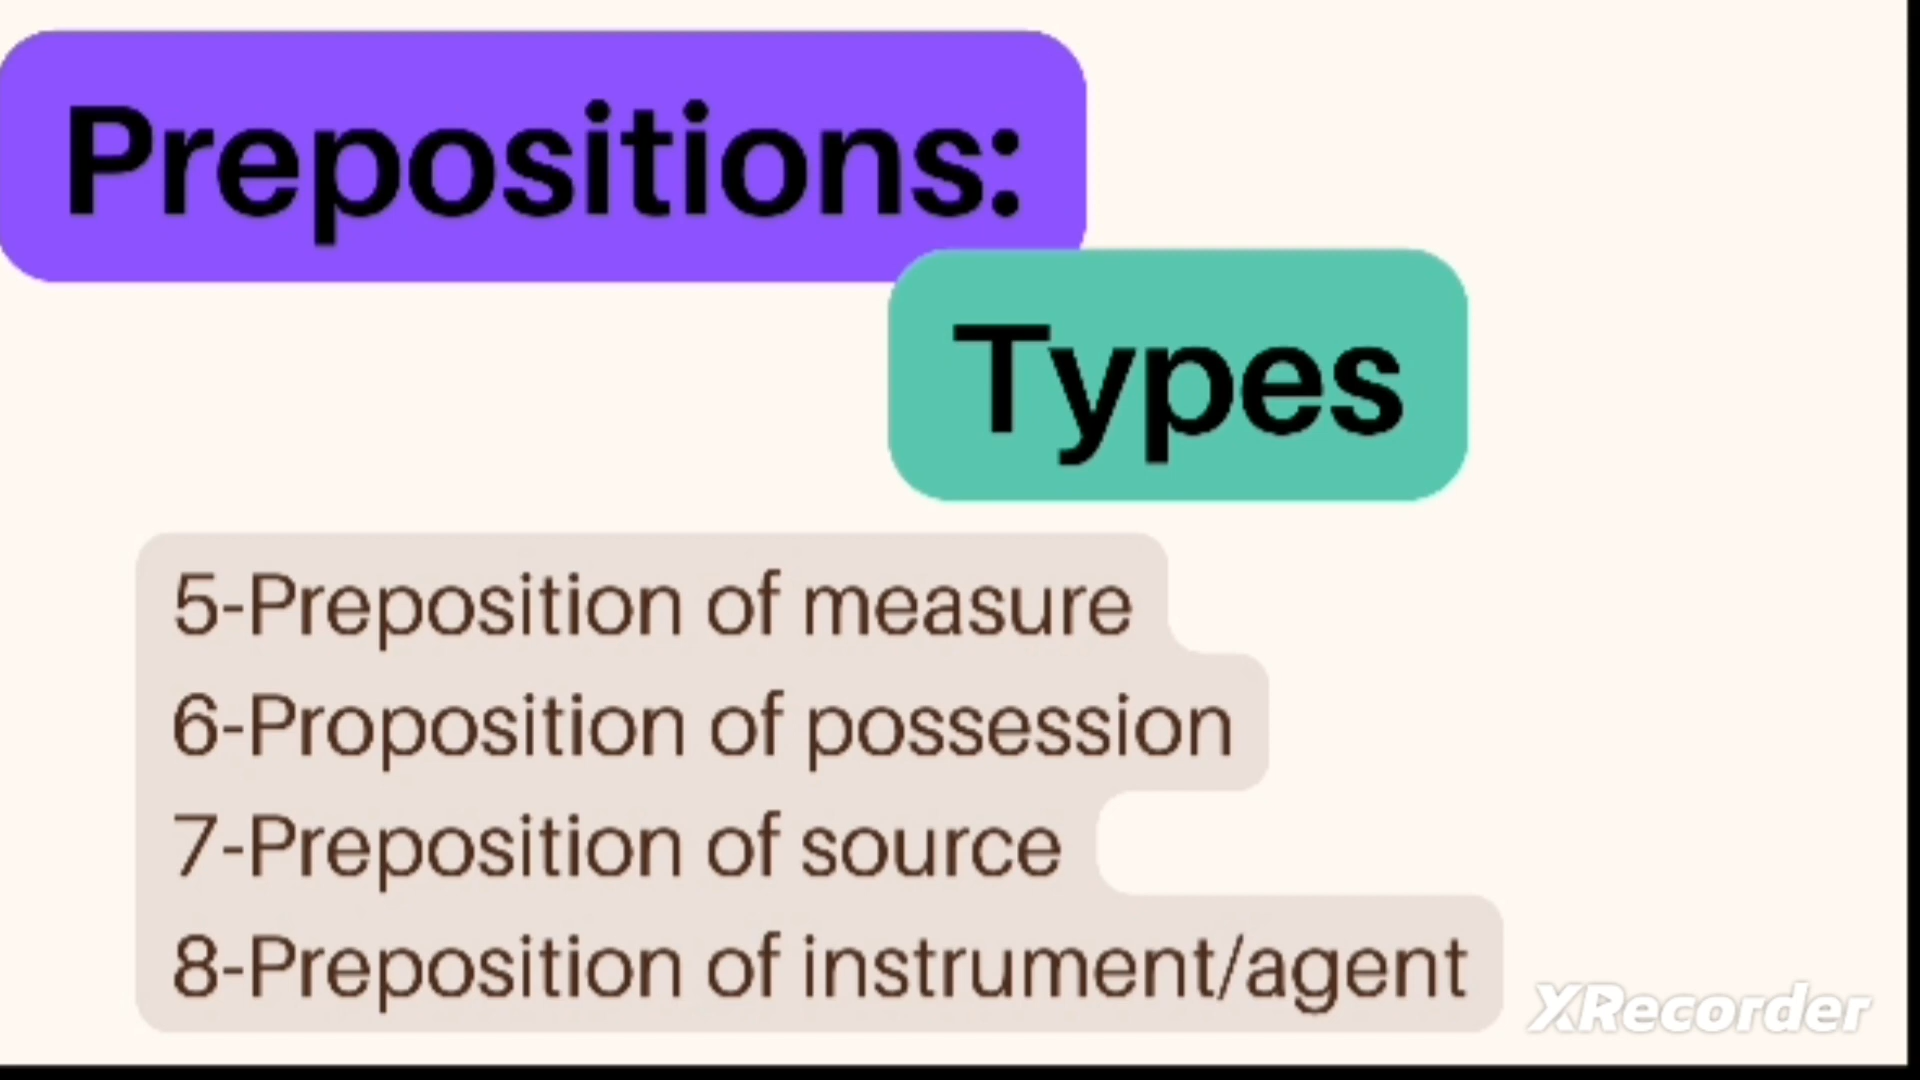 Prepositions:
Types
5-Preposition of measure
6-Proposition of possession
7-Preposition of source
8-Preposition of instrument/agent
XRecorder